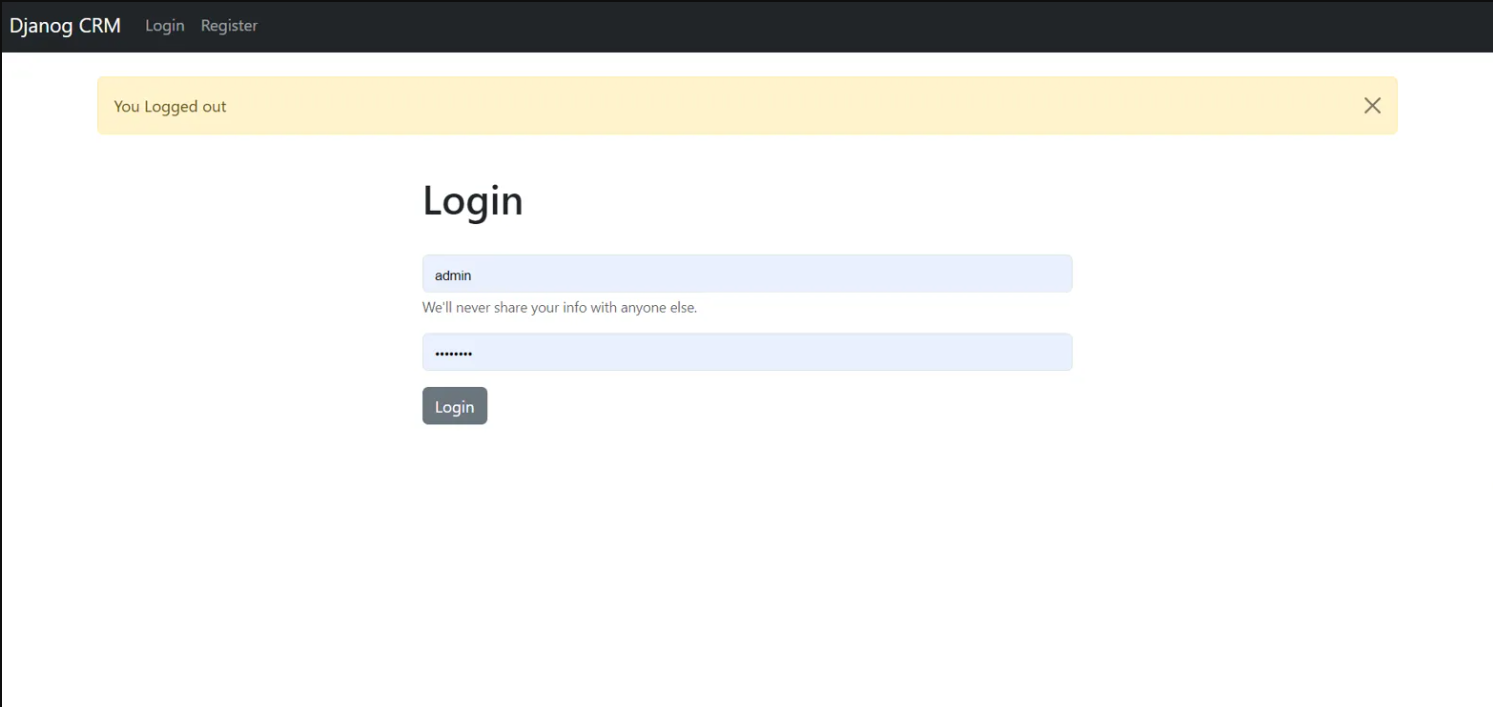 Djanog CRM Login Register
You Logged out
Login
admin
We'll never share your info with anyone else.
••••••••
Login